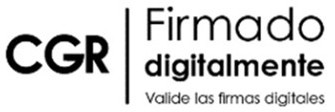 CGR
Firmado
digitalmente
Valide las firmas digitales